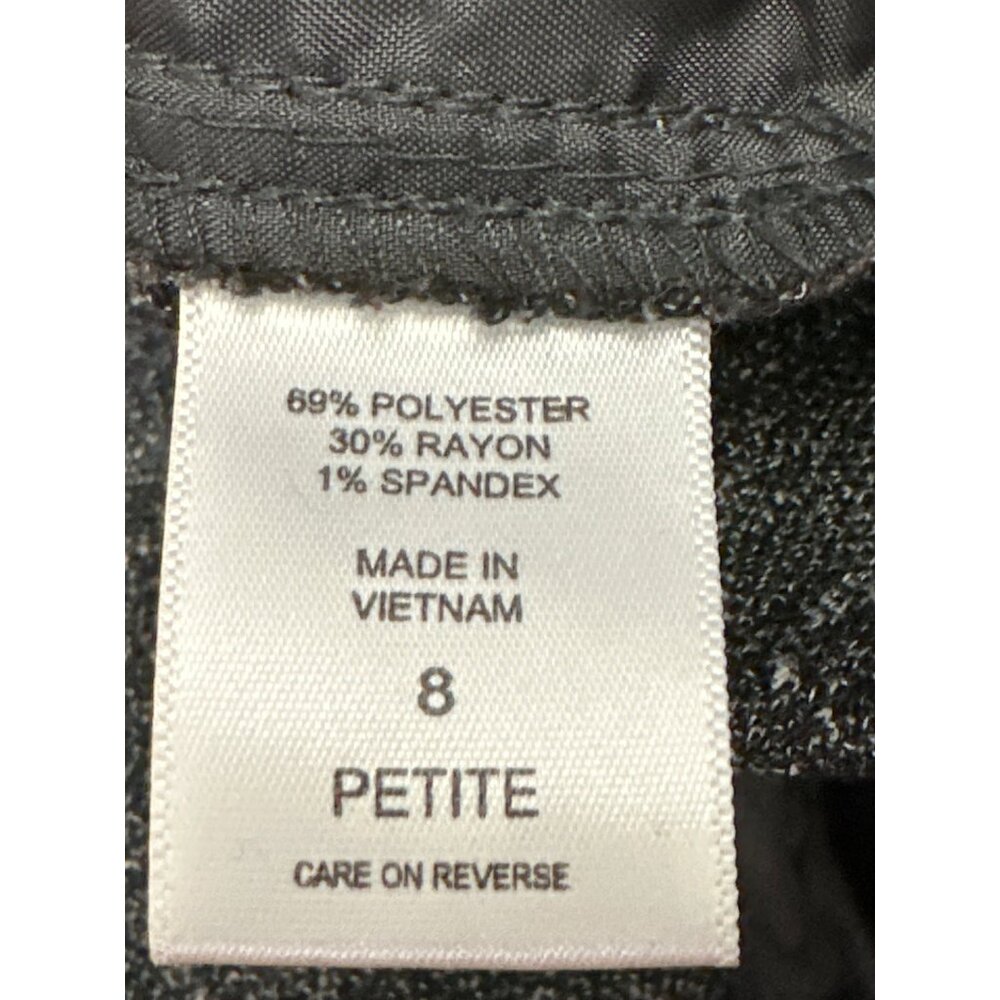 69% POLYESTER
30% RAYON
1% SPANDEX
MADE IN
VIETNAM
8
PETITE
CARE ON REVERSE